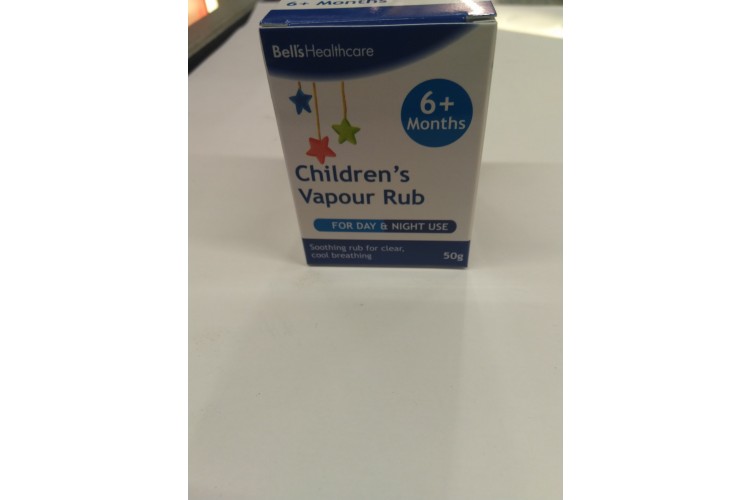 6+ Months
Bell's Healthcare
6+
Months
Children's
Vapour Rub
FOR DAY & NIGHT USE
Soothing rub for clear,
cool breathing
50g